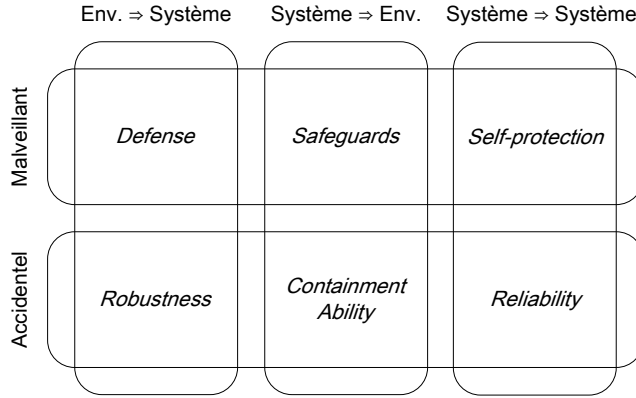 Env. ⇒ Système
Système ⇒ Env.
Système ⇒ Système
Malveillant
Defense
Safeguards
Self-protection
Accidentel
Robustness
Containment
Ability
Reliability